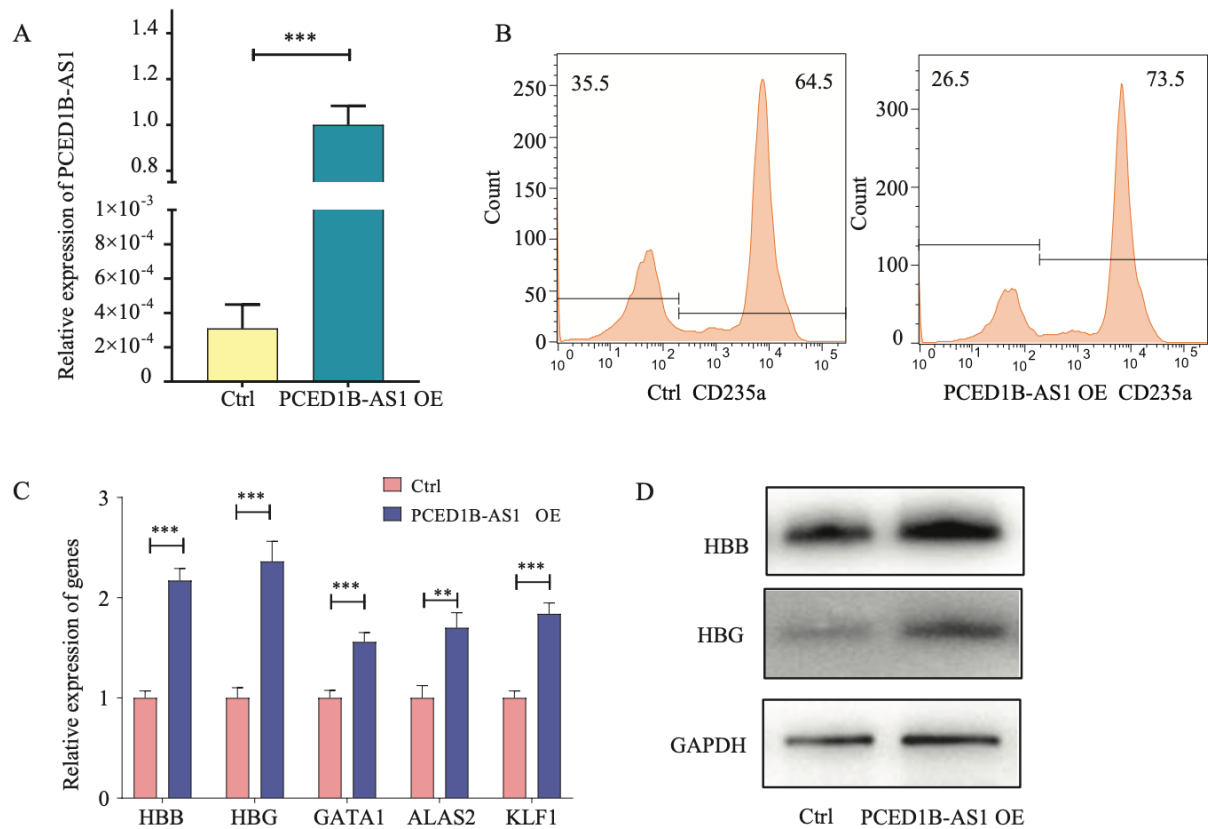 A
Relative expression of PCED1B-AS1
1.4
1.2
1.0
0.8
1×10⁻³
8×10⁻⁴
6×10⁻⁴
4×10⁻⁴
2×10⁻⁴
0
***
Ctrl PCED1B-AS1 OE
B
35.5 64.5
Count
250
200
150
100
50
0
0 10¹ 10² 10³ 10⁴ 10⁵
Ctrl CD235a
26.5 73.5
Count
300
200
100
0
0 10¹ 10² 10³ 10⁴ 10⁵
PCED1B-AS1 OE CD235a
C
Relative expression of genes
3
2
1
0
Ctrl
PCED1B-AS1 OE
*** *** *** ** ***
HBB HBG GATA1 ALAS2 KLF1
D
HBB
HBG
GAPDH
Ctrl PCED1B-AS1 OE